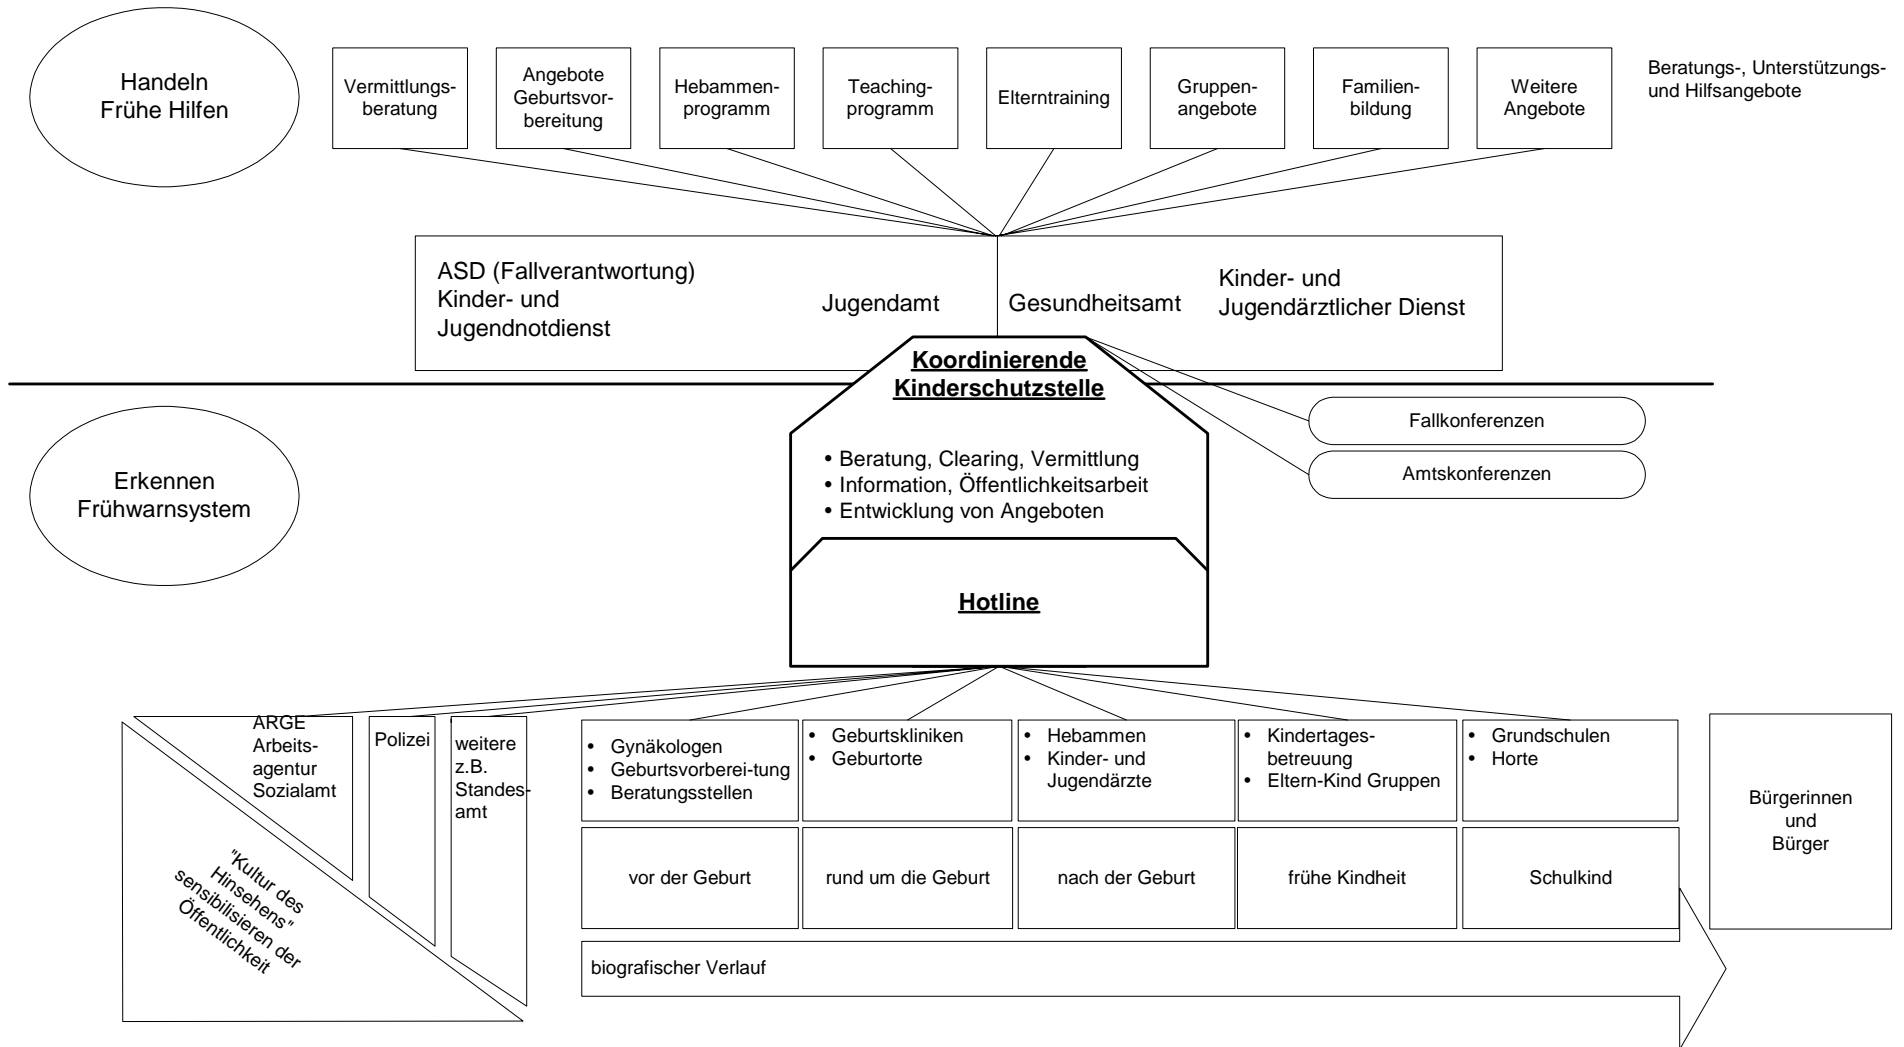 Handeln
Frühe Hilfen
Vermittlungs-
beratung
Angebote
Geburtsvor-
bereitung
Hebammen-
programm
Teaching-
programm
Elterntraining
Gruppen-
angebote
Familien-
bildung
Weitere
Angebote
Beratungs-, Unterstützungs-
und Hilfsangebote
ASD (Fallverantwortung)
Kinder- und
Jugendnotdienst
Jugendamt
Gesundheitsamt
Kinder- und
Jugendärztlicher Dienst
Koordinierende
Kinderschutzstelle
Fallkonferenzen
Amtskonferenzen
Erkennen
Frühwarnsystem
• Beratung, Clearing, Vermittlung
• Information, Öffentlichkeitsarbeit
• Entwicklung von Angeboten
Hotline
ARGE
Arbeits-
agentur
Sozialamt
Polizei
weitere
z.B.
Standes-
amt
• Gynäkologen
• Geburtsvorberei-tung
• Beratungsstellen
• Geburtskliniken
• Geburtorte
• Hebammen
• Kinder- und
Jugendärzte
• Kindertages-
betreuung
• Eltern-Kind Gruppen
• Grundschulen
• Horte
Bürgerinnen
und
Bürger
"Kultur des
Hinsehens"
sensibilisieren der
Öffentlichkeit
vor der Geburt
rund um die Geburt
nach der Geburt
frühe Kindheit
Schulkind
biografischer Verlauf